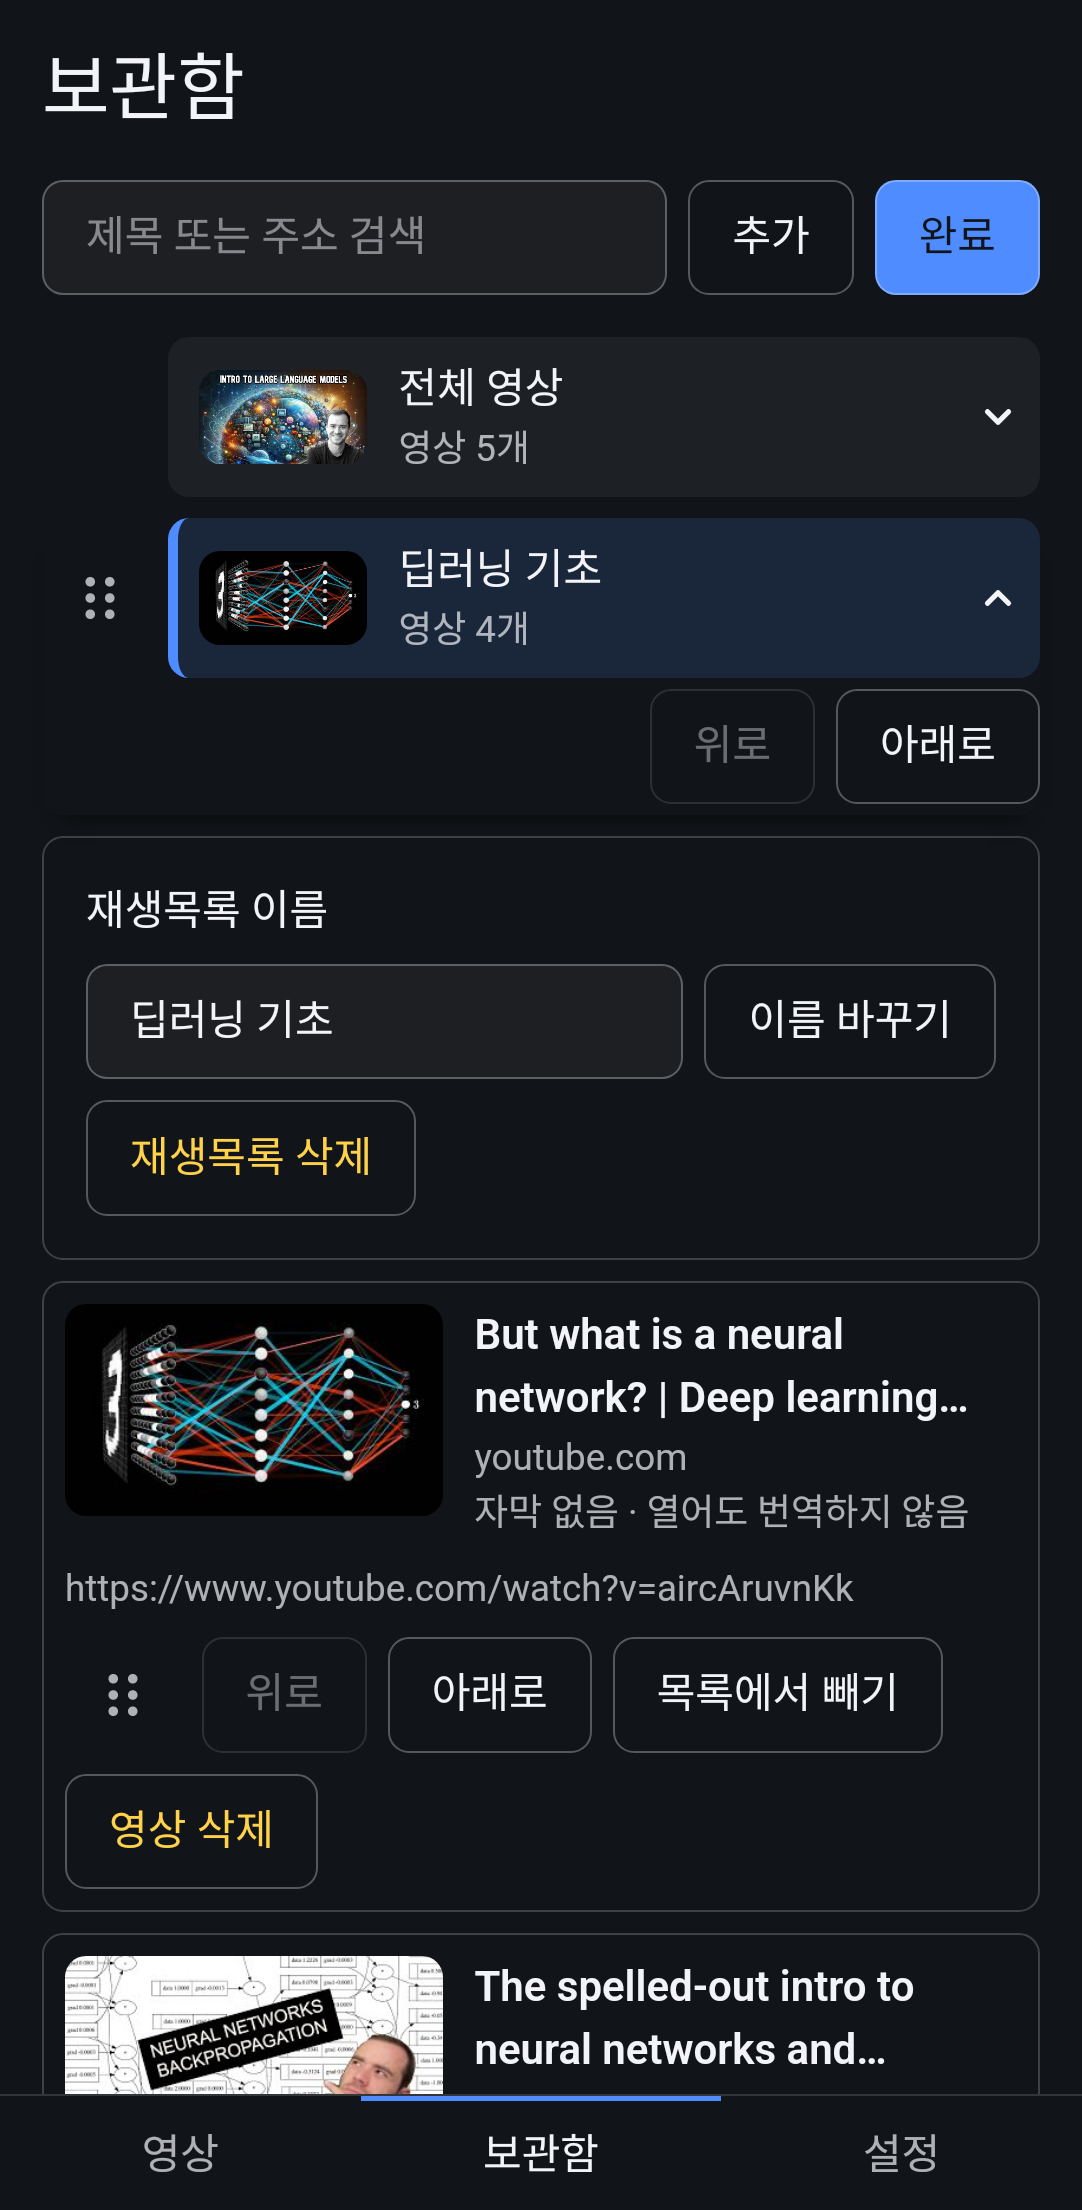 보관함
제목 또는 주소 검색
추가
완료
INTRO TO LARGE LANGUAGE MODELS
전체 영상
영상 5개
딥러닝 기초
영상 4개
위로
아래로
재생목록 이름
딥러닝 기초
이름 바꾸기
재생목록 삭제
But what is a neural
network? | Deep learning…
youtube.com
자막 없음 · 열어도 번역하지 않음
https://www.youtube.com/watch?v=aircAruvnKk
위로
아래로
목록에서 빼기
영상 삭제
NEURAL NETWORKS
BACKPROPAGATION
The spelled-out intro to
neural networks and…
영상
보관함
설정